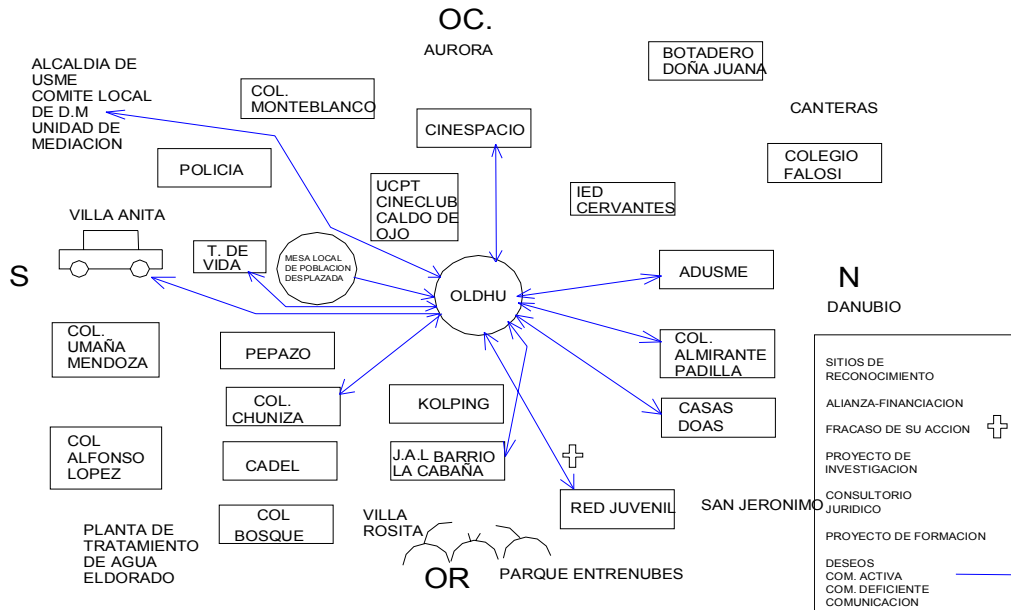 OC.
AURORA
ALCALDIA DE
USME
COMITE LOCAL
DE D.M
UNIDAD DE
MEDIACION
COL.
MONTEBLANCO
CINESPACIO
BOTADERO
DOÑA JUANA
CANTERAS
COLEGIO
FALOSI
POLICIA
UCPT
CINECLUB
CALDO DE
OJO
IED
CERVANTES
VILLA ANITA
T. DE
VIDA
MESA LOCAL
DE POBLACION
DESPLAZADA
OLDHU
ADUSME
S
N
DANUBIO
COL.
UMAÑA
MENDOZA
PEPAZO
COL.
ALMIRANTE
PADILLA
COL.
CHUNIZA
KOLPING
CASAS
DOAS
COL
ALFONSO
LOPEZ
CADEL
J.A.L BARRIO
LA CABAÑA
RED JUVENIL
SAN JERONIMO
COL
BOSQUE
VILLA
ROSITA
PLANTA DE
TRATAMIENTO
DE AGUA
ELDORADO
OR
PARQUE ENTRENUBES
SITIOS DE
RECONOCIMIENTO
ALIANZA-FINANCIACION
FRACASO DE SU ACCION
PROYECTO DE
INVESTIGACION
CONSULTORIO
JURIDICO
PROYECTO DE FORMACION
DESEOS
COM. ACTIVA
COM. DEFICIENTE
COMUNICACION